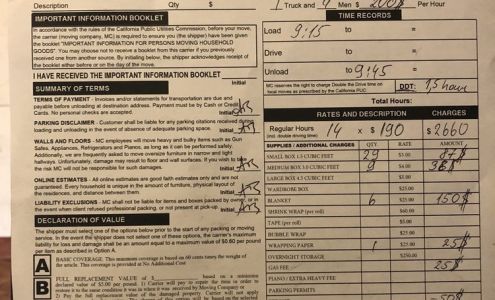 Description Qty $
1 Truck and 4 Men $ 200$ Per Hour
IMPORTANT INFORMATION BOOKLET
In accordance with the rules of the California Public Utilities Commission, before your move,
the carrier (moving company, MC) is required to ensure you (the shipper) have been given
the booklet "IMPORTANT INFORMATION FOR PERSONS MOVING HOUSEHOLD
GOODS" You may choose not to receive a booklet from this carrier if you previously
received one from another source. By initialing below, the shipper acknowledges receipt of
the booklet either before or on the day of the move.
I HAVE RECEIVED THE IMPORTANT INFORMATION BOOKLET
Initial
SUMMARY OF TERMS
TERMS OF PAYMENT - Invoices and/or statements for transportation are due and
payable before unloading at destination address. Payment must be by Cash or Credit
Cards. No personal checks are accepted. Initial
PARKING DISCLAIMER - Customer will be liable for any parking citations received during
loading and unloading in the event of absence of adequate parking space. Initial
WALLS AND FLOORS - MC employees will move heavy and bulky items such as Gun
Safes, Appliances, Refrigerators and Pianos, as long as it can be performed safely.
Additionally, we are frequently asked to move oversize furniture in narrow and tight
hallways. Unfortunately, damage may result to floor and wall surfaces. If you wish to take
the risk MC will not be responsible for such damages. Initial
ONLINE ESTIMATES - All online estimates are good faith estimates only and are not
guaranteed. Every household is unique in the amount of furniture, physical layout of
the residences, and distance between them. Initial
LIABILITY EXCLUSIONS - MC shall not be liable for items and boxes packed by owner, or in
the event when client refused professional packing, or not present at pick-up. Initial
DECLARATION OF VALUE
The shipper must select one of the options below prior to the start of any packing or moving
service. In the event the shipper does not select one of these options, the carrier's maximum
liability for loss and damage shall be an amount equal to a maximum value of $0.60 per pound
per item as described in Option A.
A BASIC COVERAGE: This minimum coverage is based on 60 cents times the weight of
the article. This coverage is provided at No Additional Cost
B FULL REPLACEMENT VALUE of $ based on a minimum
declared value of $5.00 per pound. 1) Carrier will pay to the time in order to
restore it to the same condition it was in when it was received by Moving Company or
2) Pay the full replacement value
TIME RECORDS
Load 9:15 to =
Drive to =
Unload to 9:45 =
MC reserves the right to charge Double the Drive time on
local moves as prescribed by the California PUC DDT: 1,5 hour
Total Hours:
RATES AND DESCRIPTION CHARGES
Regular Hours 14 x $ 190 $ 2660
(incl. double driving time)
SUPPLIES / ADDITIONAL CHARGES QTY RATE AMOUNT
SMALL BOX 1.5 CUBIC FEET 29 $3.00 87$
MEDIUM BOX 3.0 CUBIC FEET 9 $4.00
LARGE BOX 4.5 CUBIC FEET $5.00
WARDROBE BOX $25.00
BLANKET 6 $25.00 150$
SHRINK WRAP (per roll) $60.00
TAPE (per roll) $5.00
BUBBLE WRAP $25.00
WRAPPING PAPER 1 $25.00 25$
OVERNIGHT STORAGE $250.00
GAS FEE 25$
PIANO / EXTRA HEAVY FEE
PARKING PERMITS